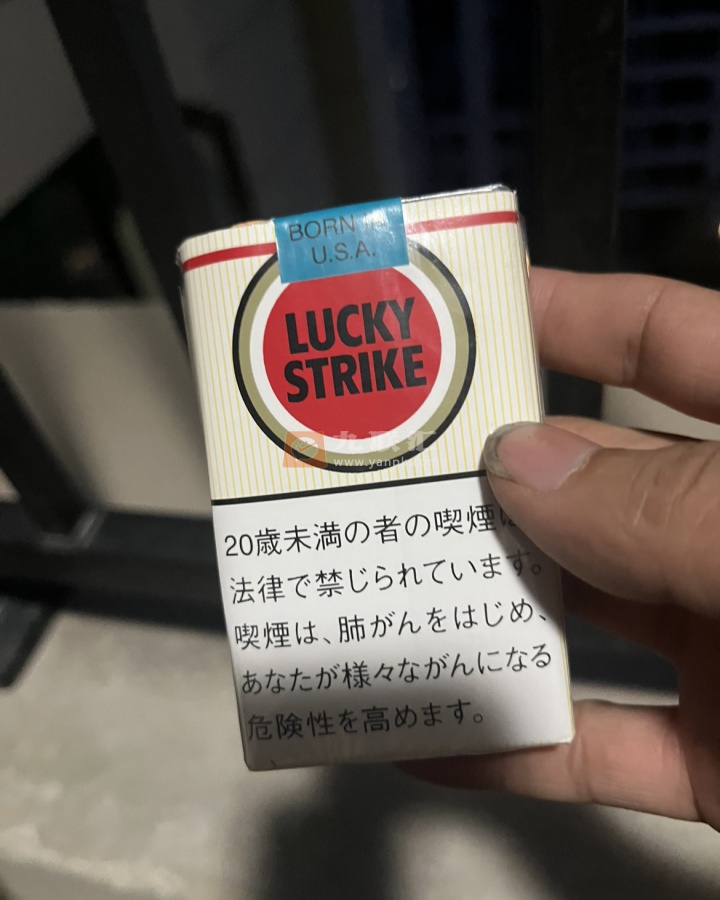 BORN
U.S.A.
LUCKY
STRIKE
20歳未満の者の喫煙は
法律で禁じられています。
喫煙は、肺がんをはじめ、
あなたが様々ながんになる
危険性を高めます。